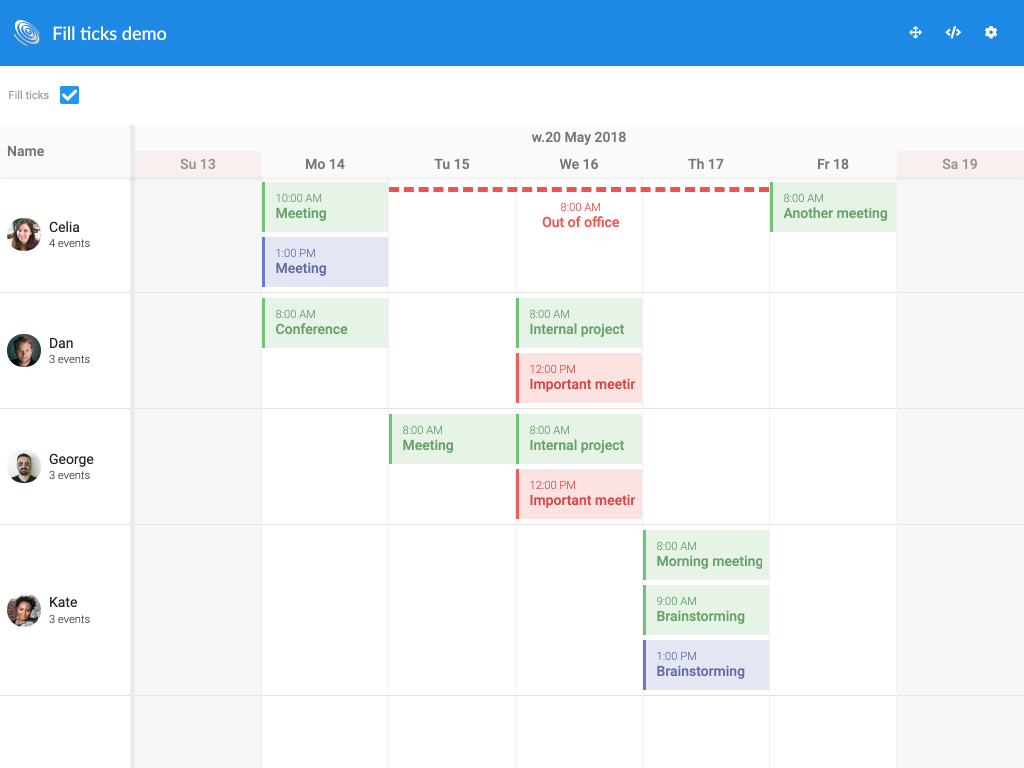 Fill ticks demo
Fill ticks
Name
w.20 May 2018
Su 13
Mo 14
Tu 15
We 16
Th 17
Fr 18
Sa 19
Celia
4 events
10:00 AM
Meeting
1:00 PM
Meeting
8:00 AM
Out of office
8:00 AM
Another meeting
Dan
3 events
8:00 AM
Conference
8:00 AM
Internal project
12:00 PM
Important meetir
George
3 events
8:00 AM
Meeting
8:00 AM
Internal project
12:00 PM
Important meetir
Kate
3 events
8:00 AM
Morning meeting
9:00 AM
Brainstorming
1:00 PM
Brainstorming